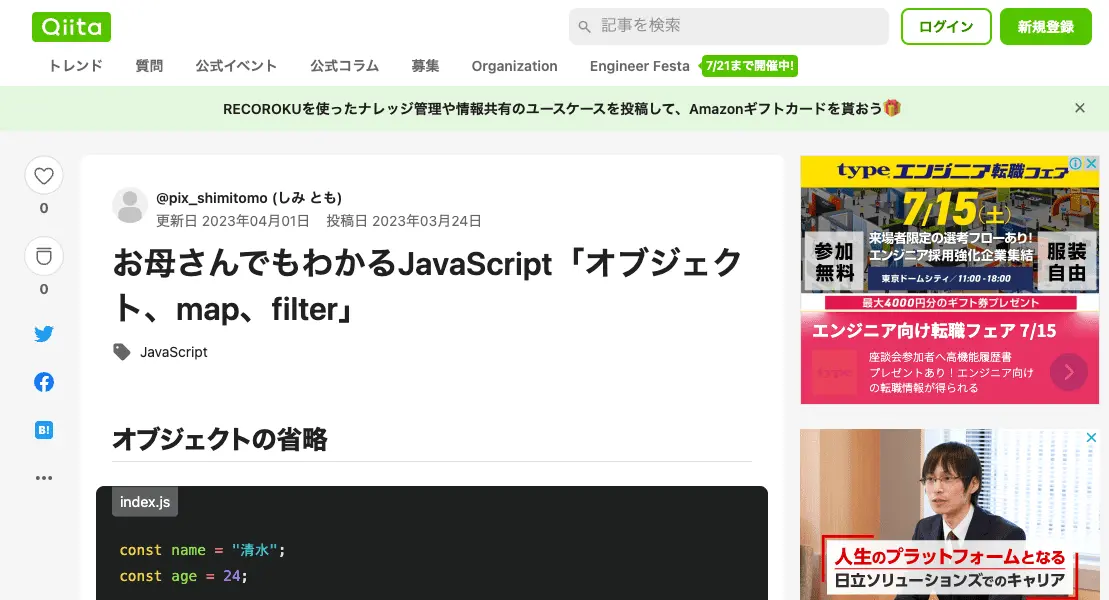 Qiita
記事を検索
ログイン
新規登録
トレンド 質問 公式イベント 公式コラム 募集 Organization Engineer Festa 7/21まで開催中!
RECOROKUを使ったナレッジ管理や情報共有のユースケースを投稿して、Amazonギフトカードを貰おう
0
0
B!
@pix_shimitomo (しみ とも)
更新日 2023年04月01日 投稿日 2023年03月24日
お母さんでもわかるJavaScript「オブジェク
ト、map、filter」
JavaScript
オブジェクトの省略
index.js
const name = "清水";
const age = 24;
type エンジニア転職フェア
7/15(土)
参加
無料
来場者限定の選考フローあり!
エンジニア採用強化企業集結
東京ドームシティ/11:00-18:00
服装
自由
最大4000円分のギフト券プレゼント
エンジニア向け転職フェア 7/15
座談会参加者へ高機能履歴書
プレゼントあり！エンジニア向け
の転職情報が得られる
人生のプラットフォームとなる
日立ソリューションズでのキャリア